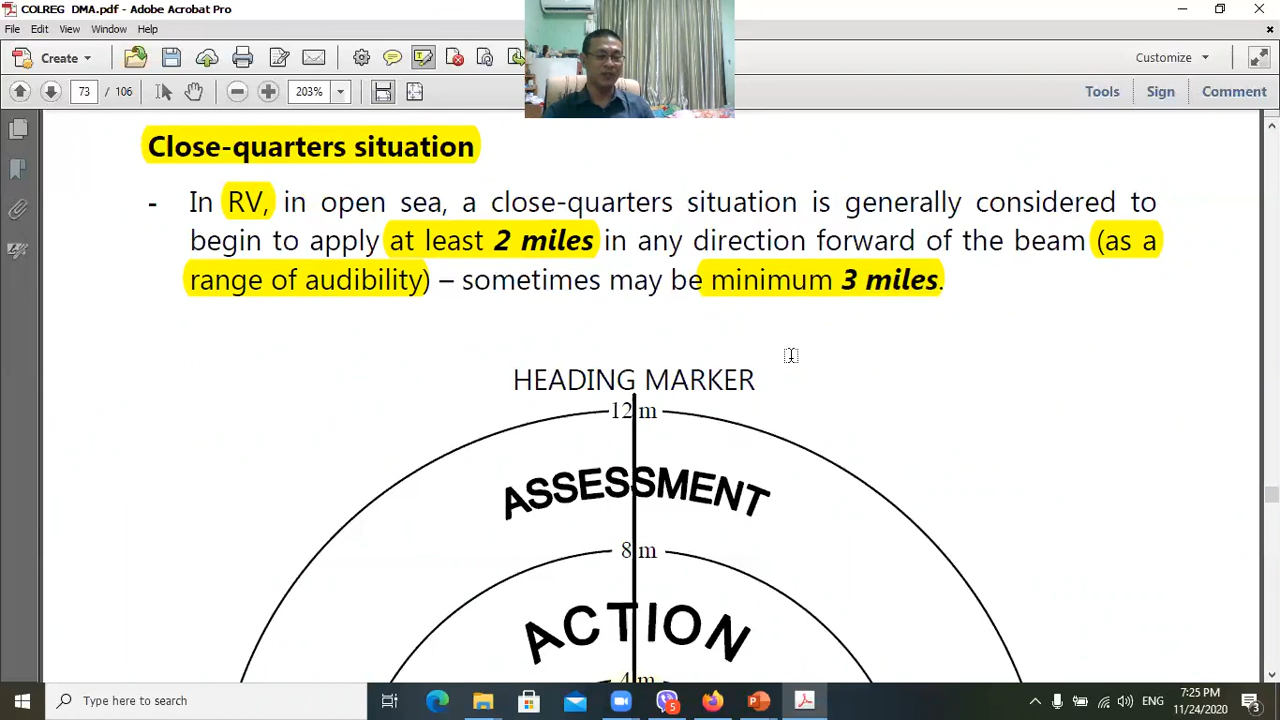 COLREG DMA.pdf - Adobe Acrobat Pro
File Edit View Window Help
Create
Customize
73 / 106
203%
Tools Sign Comment
Close-quarters situation
- In RV, in open sea, a close-quarters situation is generally considered to
begin to apply at least 2 miles in any direction forward of the beam (as a
range of audibility) – sometimes may be minimum 3 miles.
HEADING MARKER
12 m
ASSESSMENT
8 m
ACTION
4 m
Type here to search
5
ENG
7:25 PM
11/24/2020
3